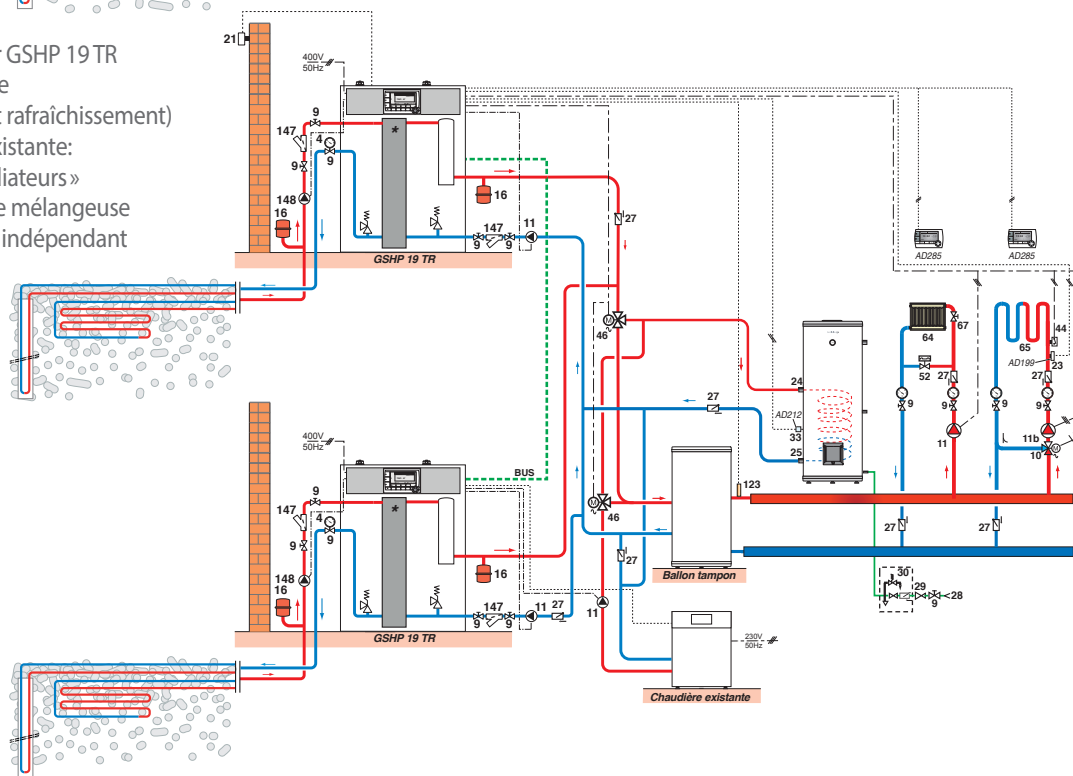 r GSHP 19 TR
e
t rafraîchissement)
xistante:
liateurs »
e mélangeuse
indépendant
21
400V
50Hz
9
147
4
9
9
148
16
*
16
147
9
9
11
GSHP 19 TR
27
46
M
AD285
AD285
67
64
44
65
AD199
23
52
27
27
9
9
9
9
11
11b
10
M
24
AD212
33
25
27
400V
50Hz
BUS
9
147
4
9
9
148
16
*
16
147
9
9
11
27
GSHP 19 TR
M
46
123
27
Ballon tampon
11
27
27
30
29
28
9
230V
50Hz
Chaudière existante